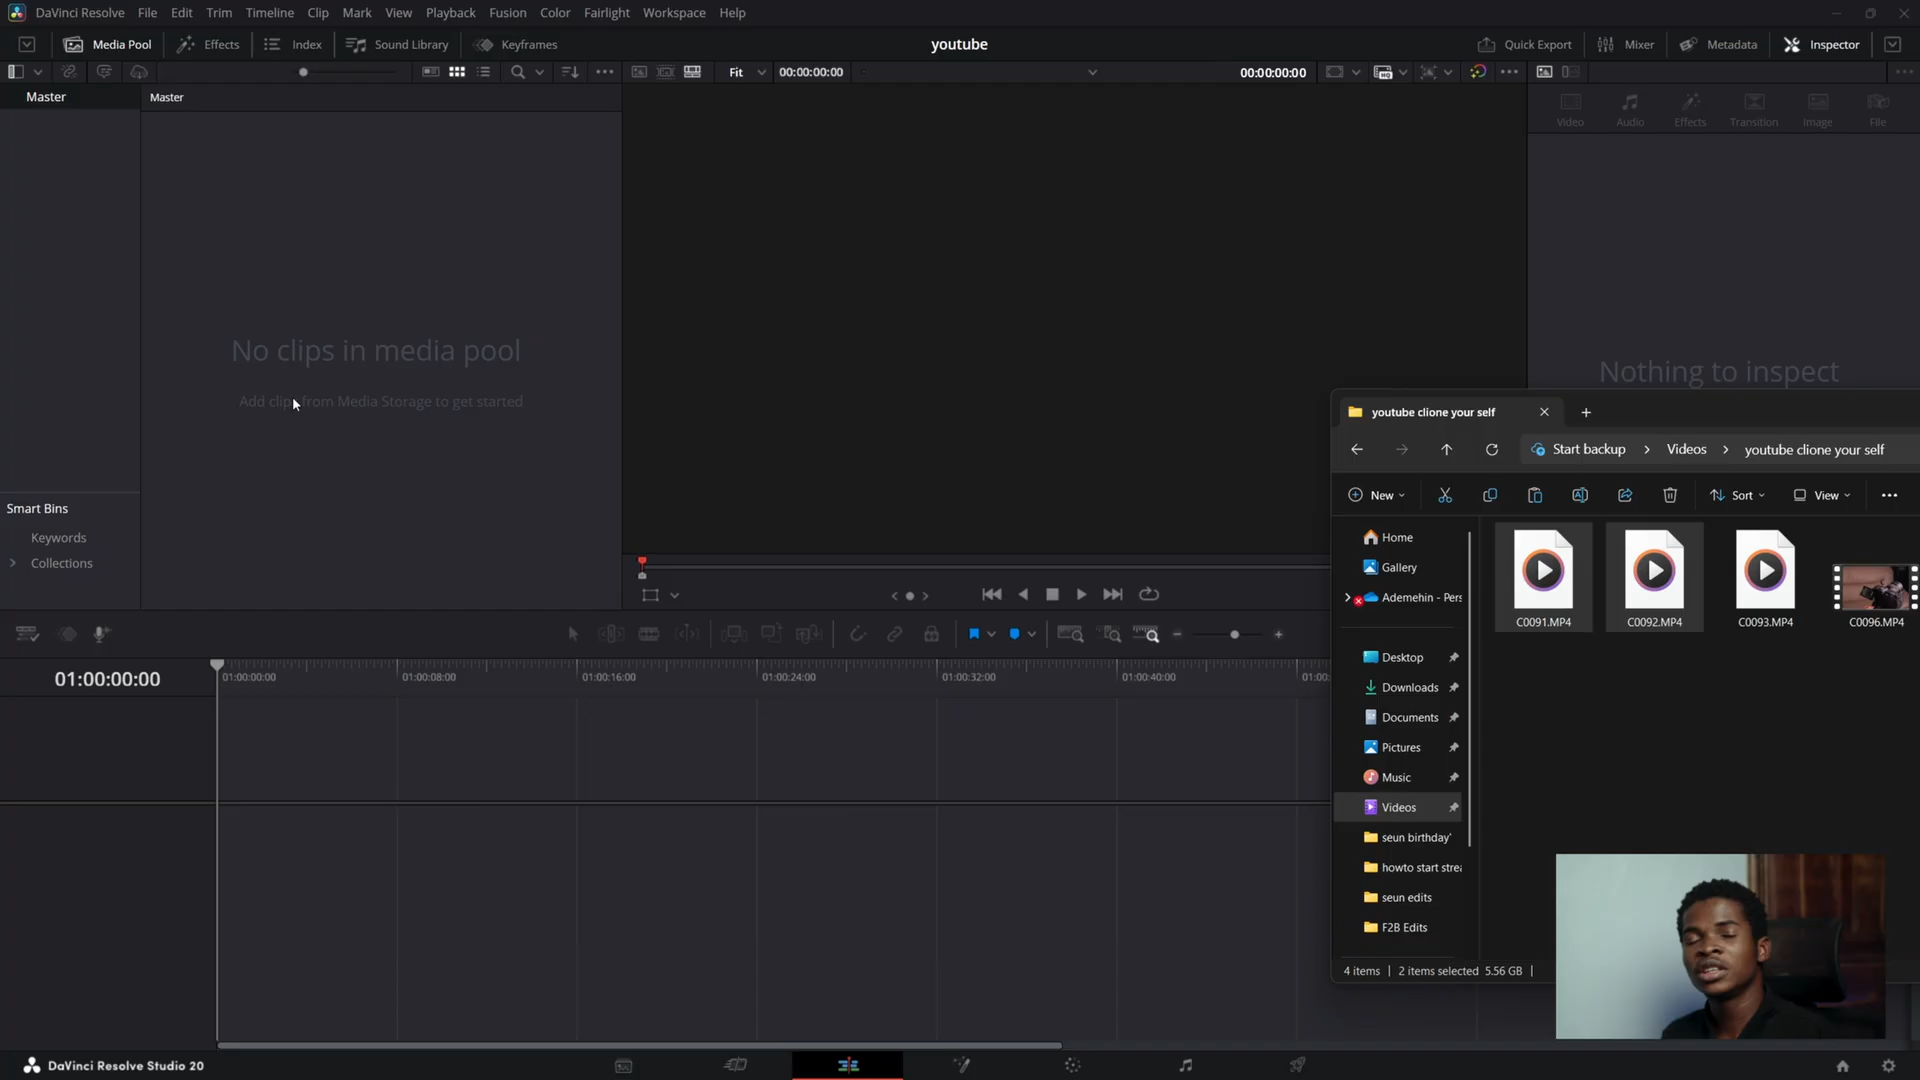 DaVinci Resolve File Edit Trim Timeline Clip Mark View Playback Fusion Color Fairlight Workspace Help
Media Pool Effects Index Sound Library Keyframes youtube Quick Export Mixer Metadata Inspector
Fit 00:00:00:00 00:00:00:00
Master Master
Video Audio Effects Transition Image File
No clips in media pool
Add clips from Media Storage to get started
Nothing to inspect
Smart Bins
Keywords
Collections
youtube clione your self
Start backup Videos youtube clione your self
New Sort View
Home
Gallery
Ademehin - Pers
Desktop
Downloads
Documents
Pictures
Music
Videos
seun birthday'
howto start strea
seun edits
F2B Edits
C0091.MP4 C0092.MP4 C0093.MP4 C0096.MP4
4 items 2 items selected 5.56 GB
01:00:00:00
01:00:00:00 01:00:08:00 01:00:16:00 01:00:24:00 01:00:32:00 01:00:40:00 01:00:
DaVinci Resolve Studio 20